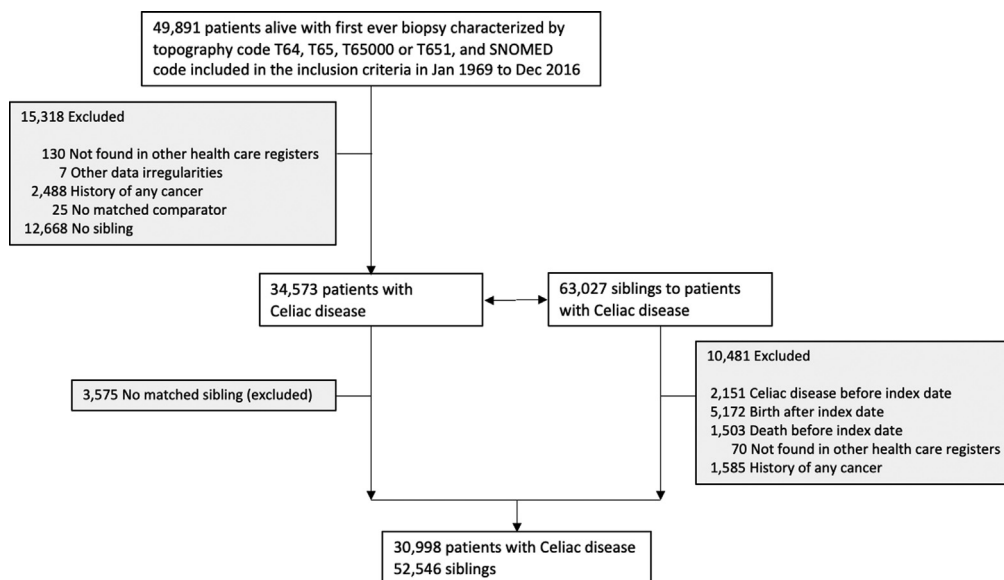 49,891 patients alive with first ever biopsy characterized by
topography code T64, T65, T65000 or T651, and SNOMED
code included in the inclusion criteria in Jan 1969 to Dec 2016
15,318 Excluded
130 Not found in other health care registers
7 Other data irregularities
2,488 History of any cancer
25 No matched comparator
12,668 No sibling
34,573 patients with
Celiac disease
63,027 siblings to patients
with Celiac disease
3,575 No matched sibling (excluded)
10,481 Excluded
2,151 Celiac disease before index date
5,172 Birth after index date
1,503 Death before index date
70 Not found in other health care registers
1,585 History of any cancer
30,998 patients with Celiac disease
52,546 siblings